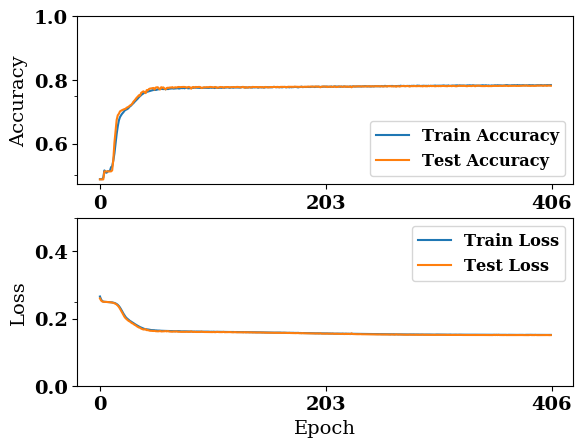 Accuracy
1.0
0.8
0.6
Train Accuracy
Test Accuracy
0 203 406
Loss
0.4
0.2
0.0
Train Loss
Test Loss
0 203 406
Epoch